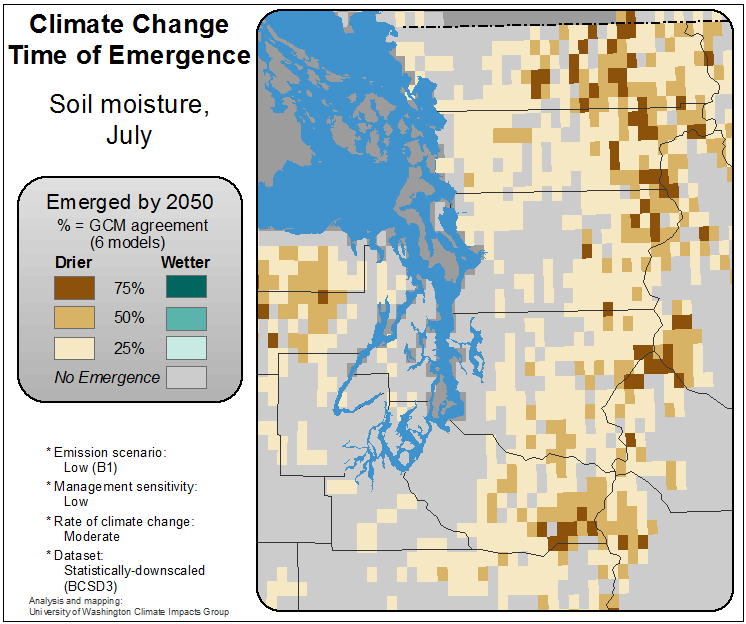 Climate Change
Time of Emergence
Soil moisture,
July
Emerged by 2050
% = GCM agreement
(6 models)
Drier Wetter
75%
50%
25%
No Emergence
* Emission scenario:
Low (B1)
* Management sensitivity:
Low
* Rate of climate change:
Moderate
* Dataset:
Statistically-downscaled
(BCSD3)
Analysis and mapping:
University of Washington Climate Impacts Group